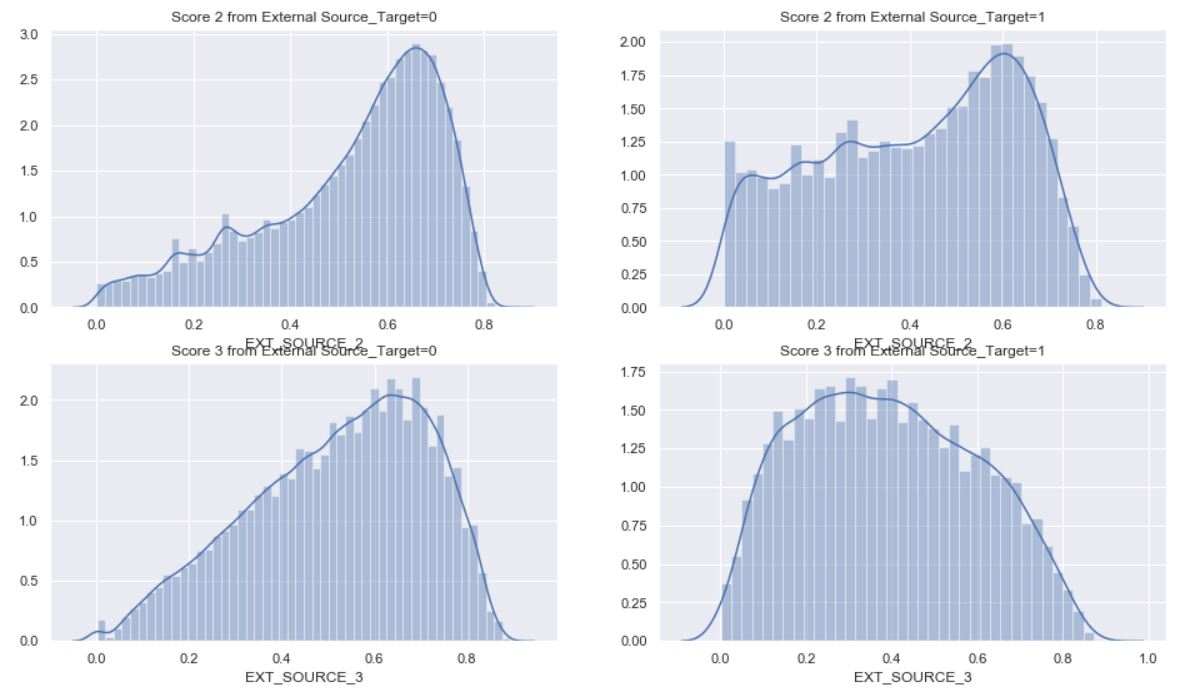 Score 2 from External Source_Target=0
3.0
2.5
2.0
1.5
1.0
0.5
0.0
0.0 0.2 0.4 0.6 0.8
EXT_SOURCE_2
Score 2 from External Source_Target=1
2.00
1.75
1.50
1.25
1.00
0.75
0.50
0.25
0.00
0.0 0.2 0.4 0.6 0.8
EXT_SOURCE_2
Score 3 from External Source_Target=0
2.0
1.5
1.0
0.5
0.0
0.0 0.2 0.4 0.6 0.8
EXT_SOURCE_3
Score 3 from External Source_Target=1
1.75
1.50
1.25
1.00
0.75
0.50
0.25
0.00
0.0 0.2 0.4 0.6 0.8 1.0
EXT_SOURCE_3